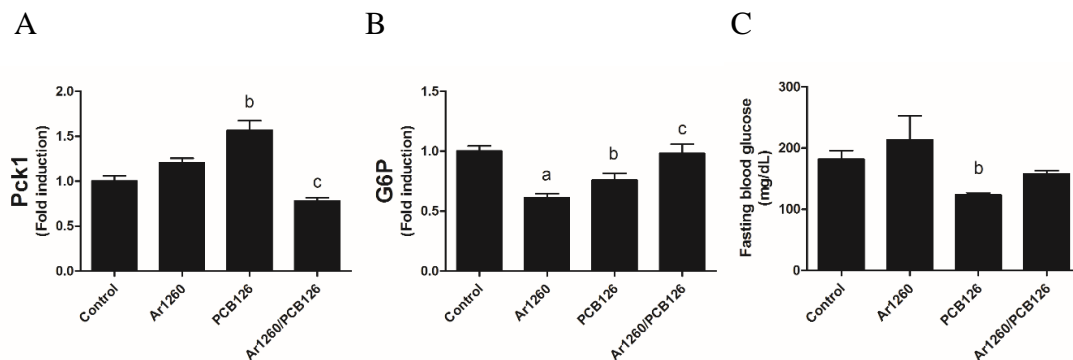 A
B
C
Pck1
(Fold induction)
2.0
1.5
1.0
0.5
0.0
b
c
Control
Ar1260
PCB126
Ar1260/PCB126
G6P
(Fold induction)
1.5
1.0
0.5
0.0
a
b
c
Control
Ar1260
PCB126
Ar1260/PCB126
Fasting blood glucose
(mg/dL)
300
200
100
0
b
Control
Ar1260
PCB126
Ar1260/PCB126